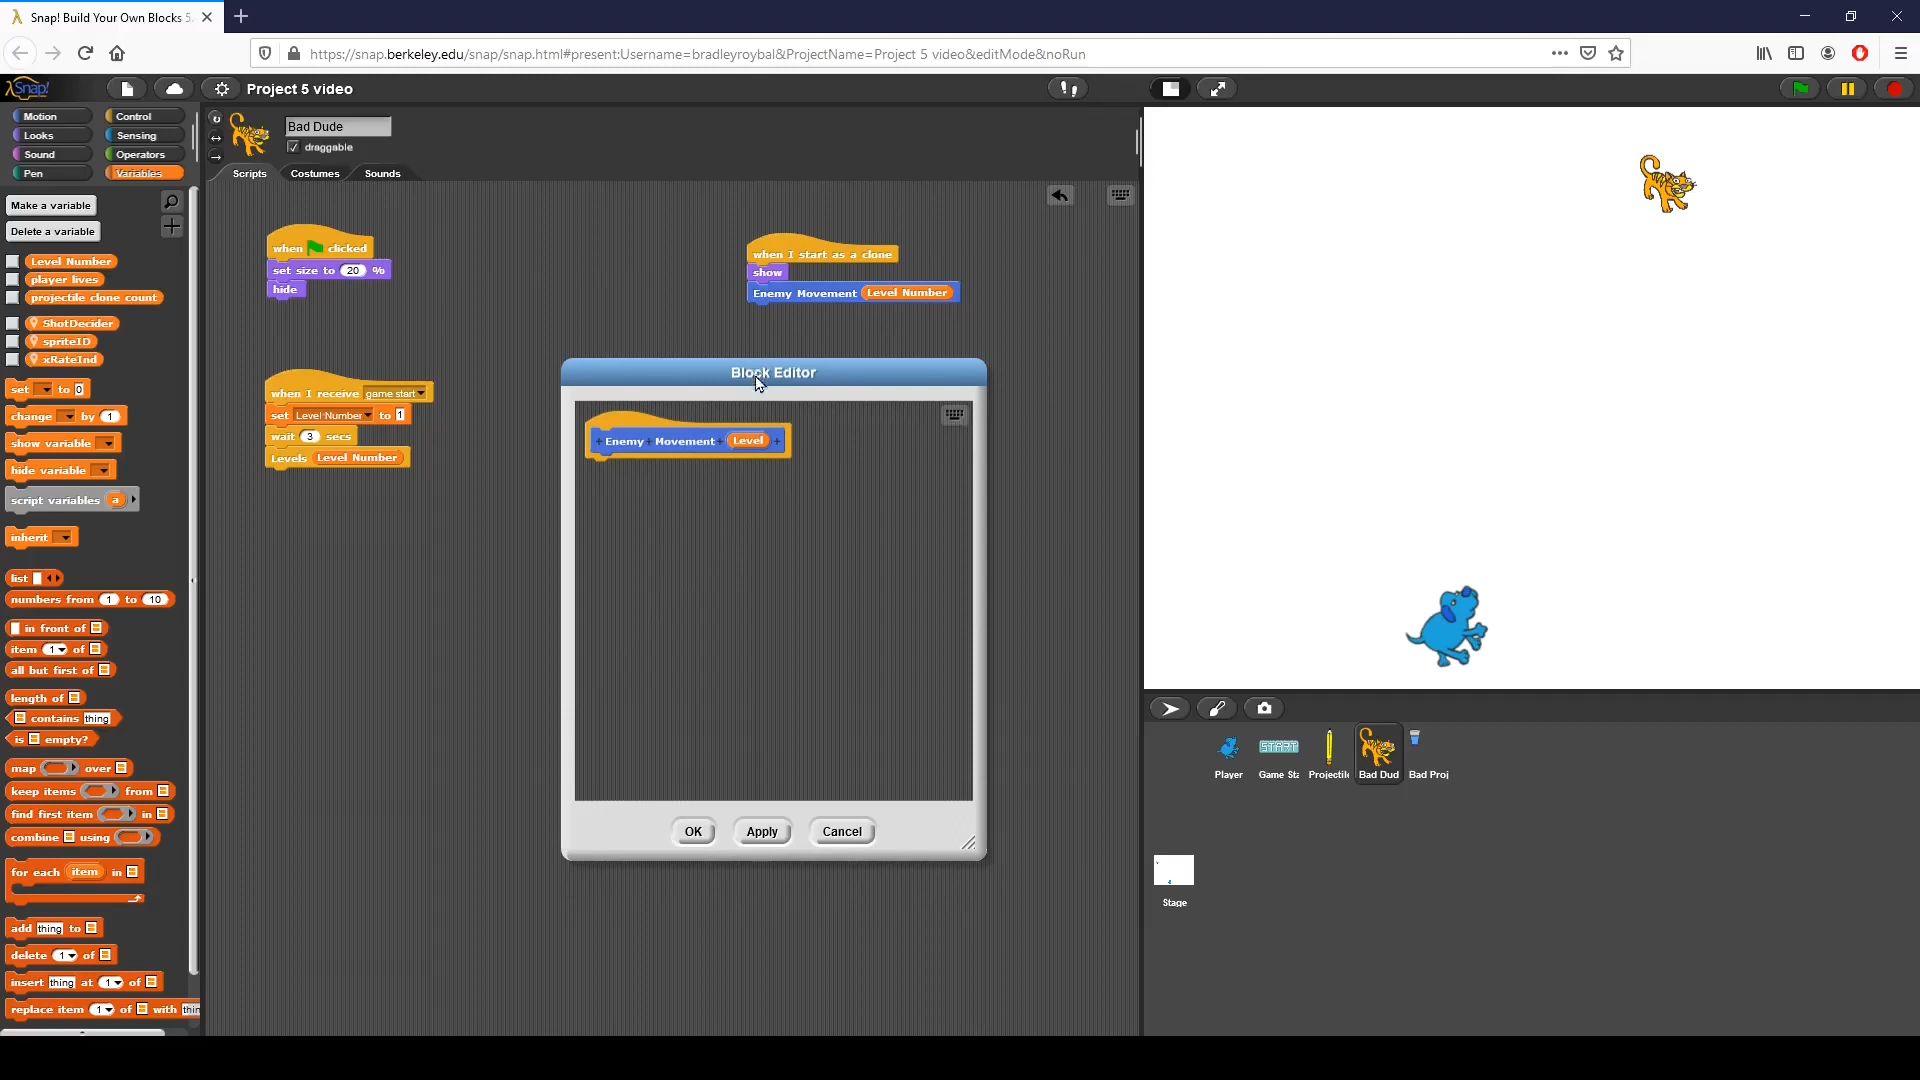 Snap! Build Your Own Blocks 5.
https://snap.berkeley.edu/snap/snap.html#present:Username=bradleyroybal&ProjectName=Project 5 video&editMode&noRun
Snap!
Project 5 video
Motion
Control
Looks
Sensing
Sound
Operators
Pen
Variables
Make a variable
Delete a variable
Level Number
player lives
projectile clone count
ShotDecider
spriteID
xRateInd
set to 0
change by 1
show variable
hide variable
script variables a
inherit
list
numbers from 1 to 10
in front of
item 1 of
all but first of
length of
contains thing
is empty?
map over
keep items from
find first item in
combine using
for each item in
add thing to
delete 1 of
insert thing at 1 of
replace item 1 of with thin
Bad Dude
draggable
Scripts
Costumes
Sounds
when clicked
set size to 20 %
hide
when I start as a clone
show
Enemy Movement Level Number
when I receive game start
set Level Number to 1
wait 3 secs
Levels Level Number
Block Editor
+ Enemy + Movement + Level +
OK
Apply
Cancel
Player
Game Sta
Projectile
Bad Dud
Bad Proj
Stage